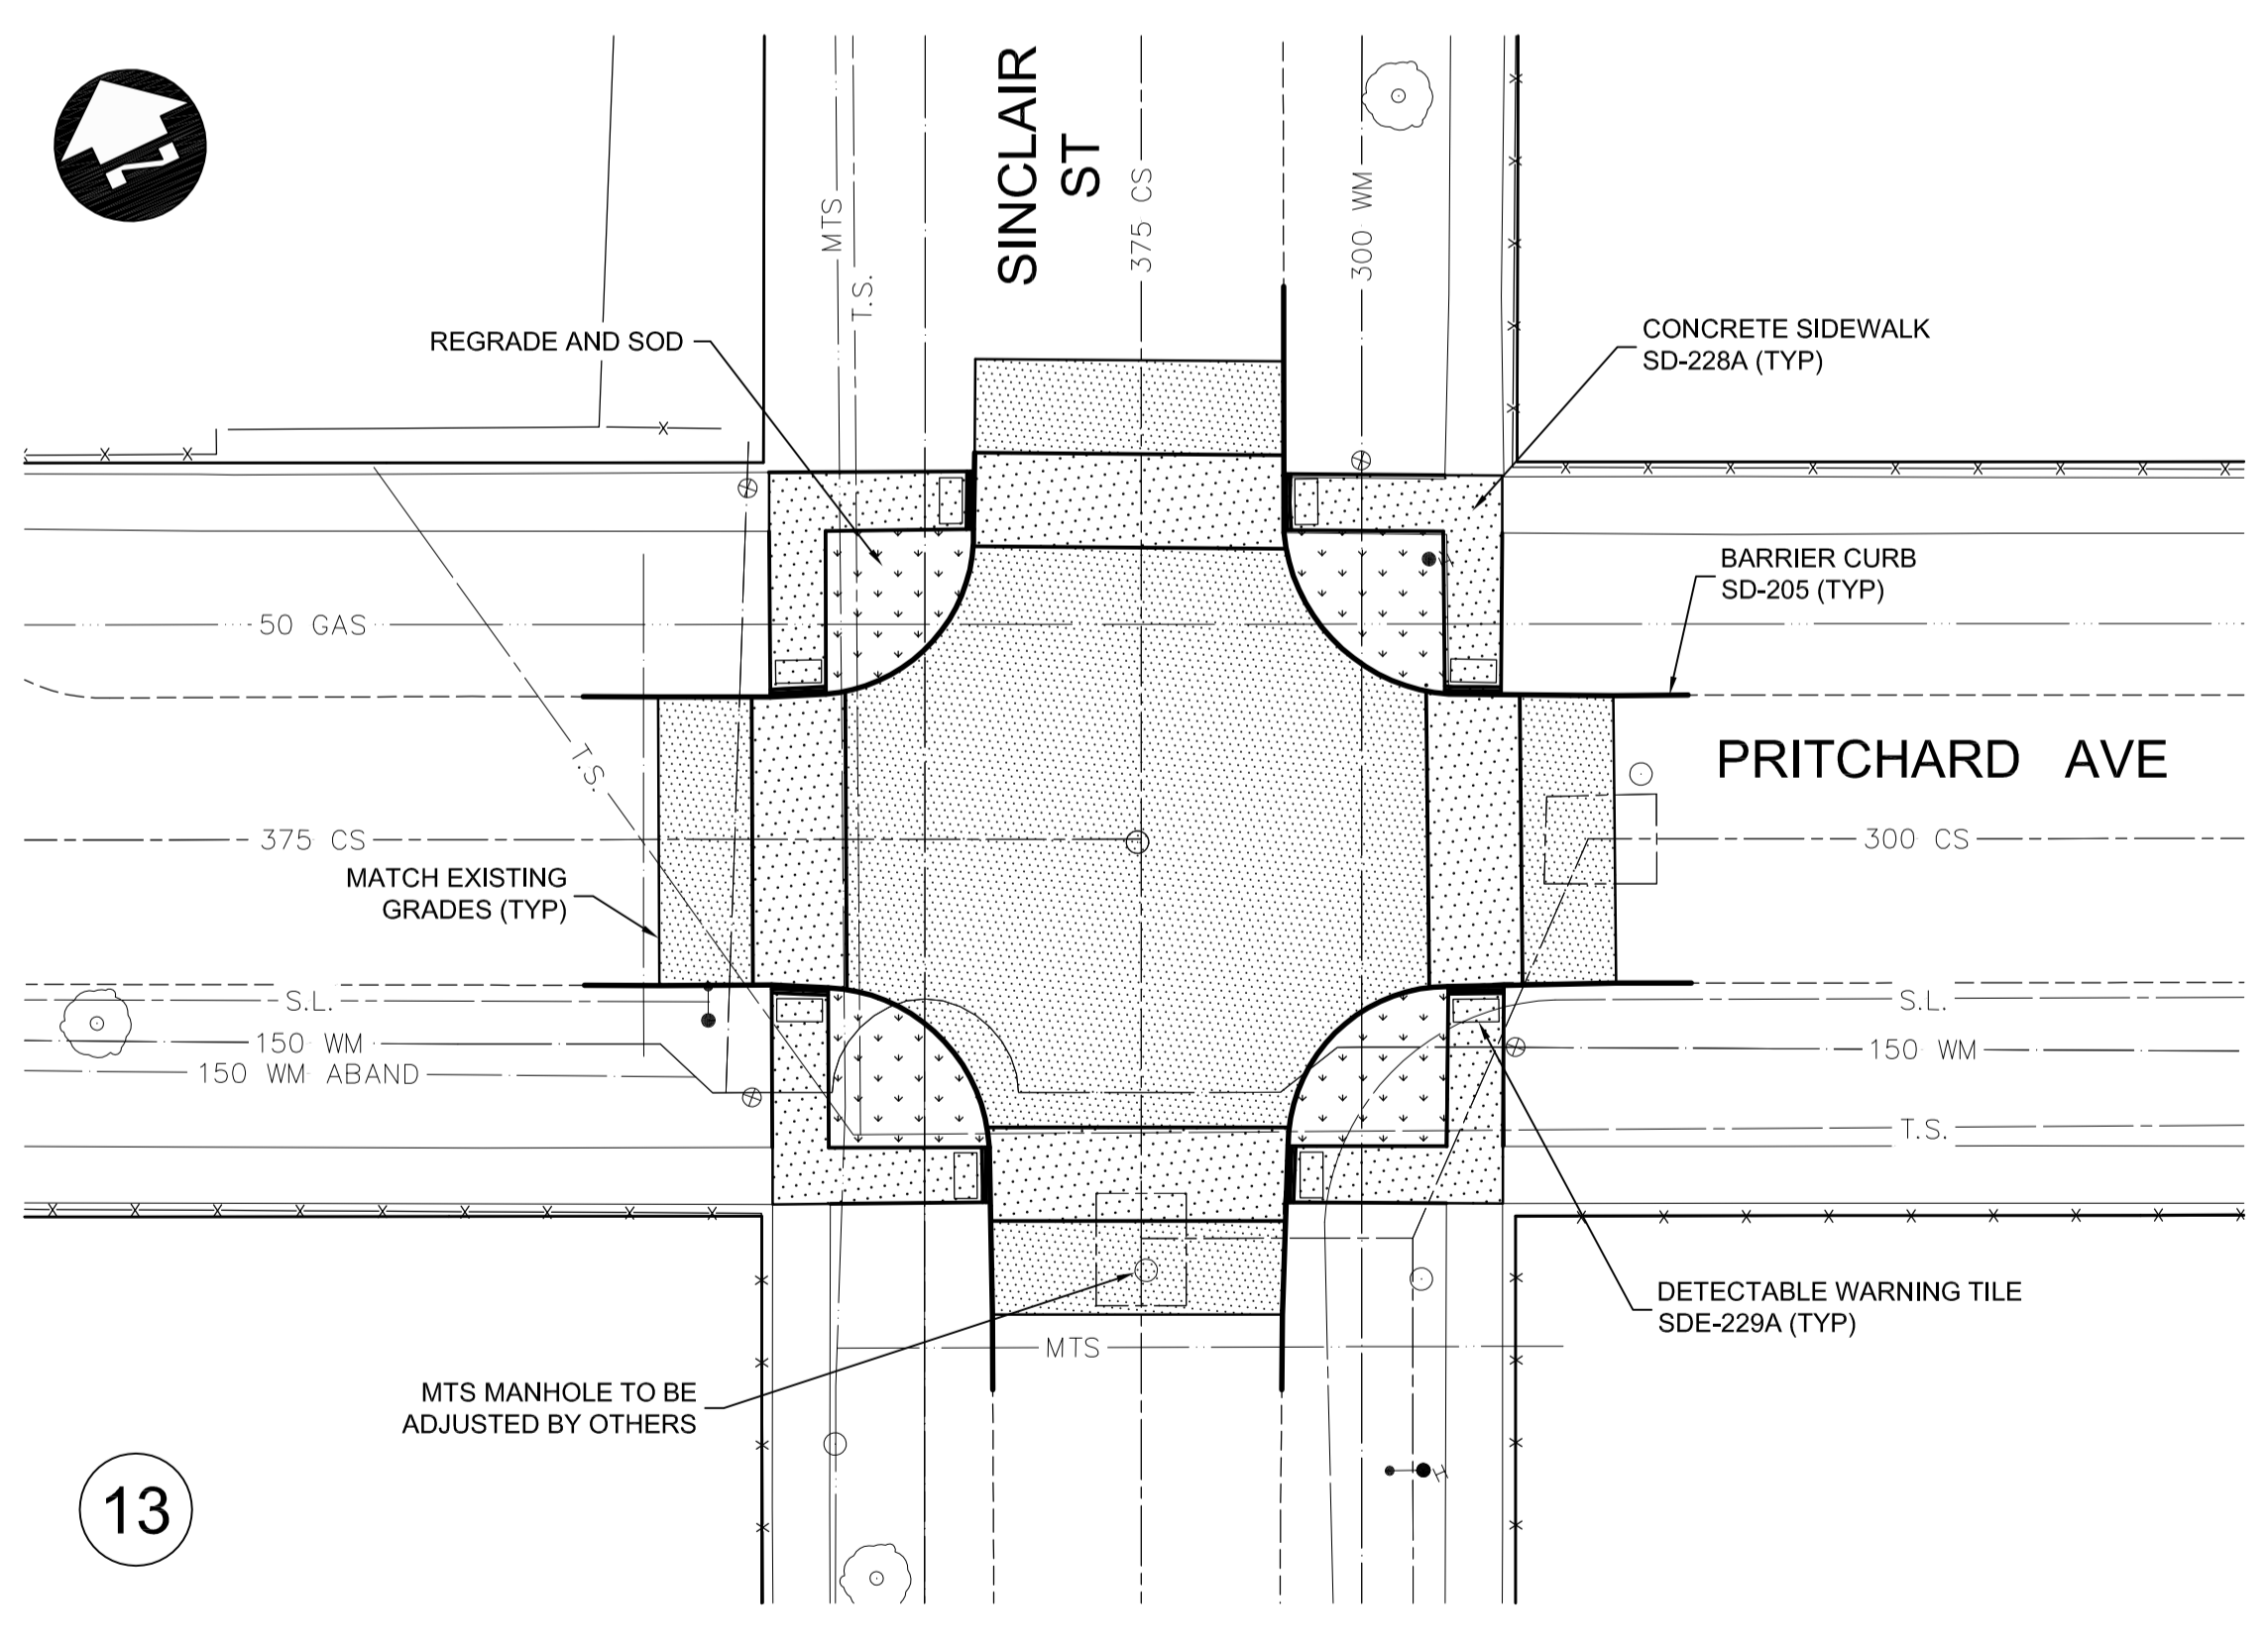 SINCLAIR
ST
MTS
T.S.
375 CS
300 WM
REGRADE AND SOD
CONCRETE SIDEWALK
SD-228A (TYP)
BARRIER CURB
SD-205 (TYP)
50 GAS
T.S.
PRITCHARD AVE
375 CS
300 CS
MATCH EXISTING
GRADES (TYP)
S.L.
S.L.
150 WM
150 WM
150 WM ABAND
T.S.
DETECTABLE WARNING TILE
SDE-229A (TYP)
MTS
MTS MANHOLE TO BE
ADJUSTED BY OTHERS
H
13